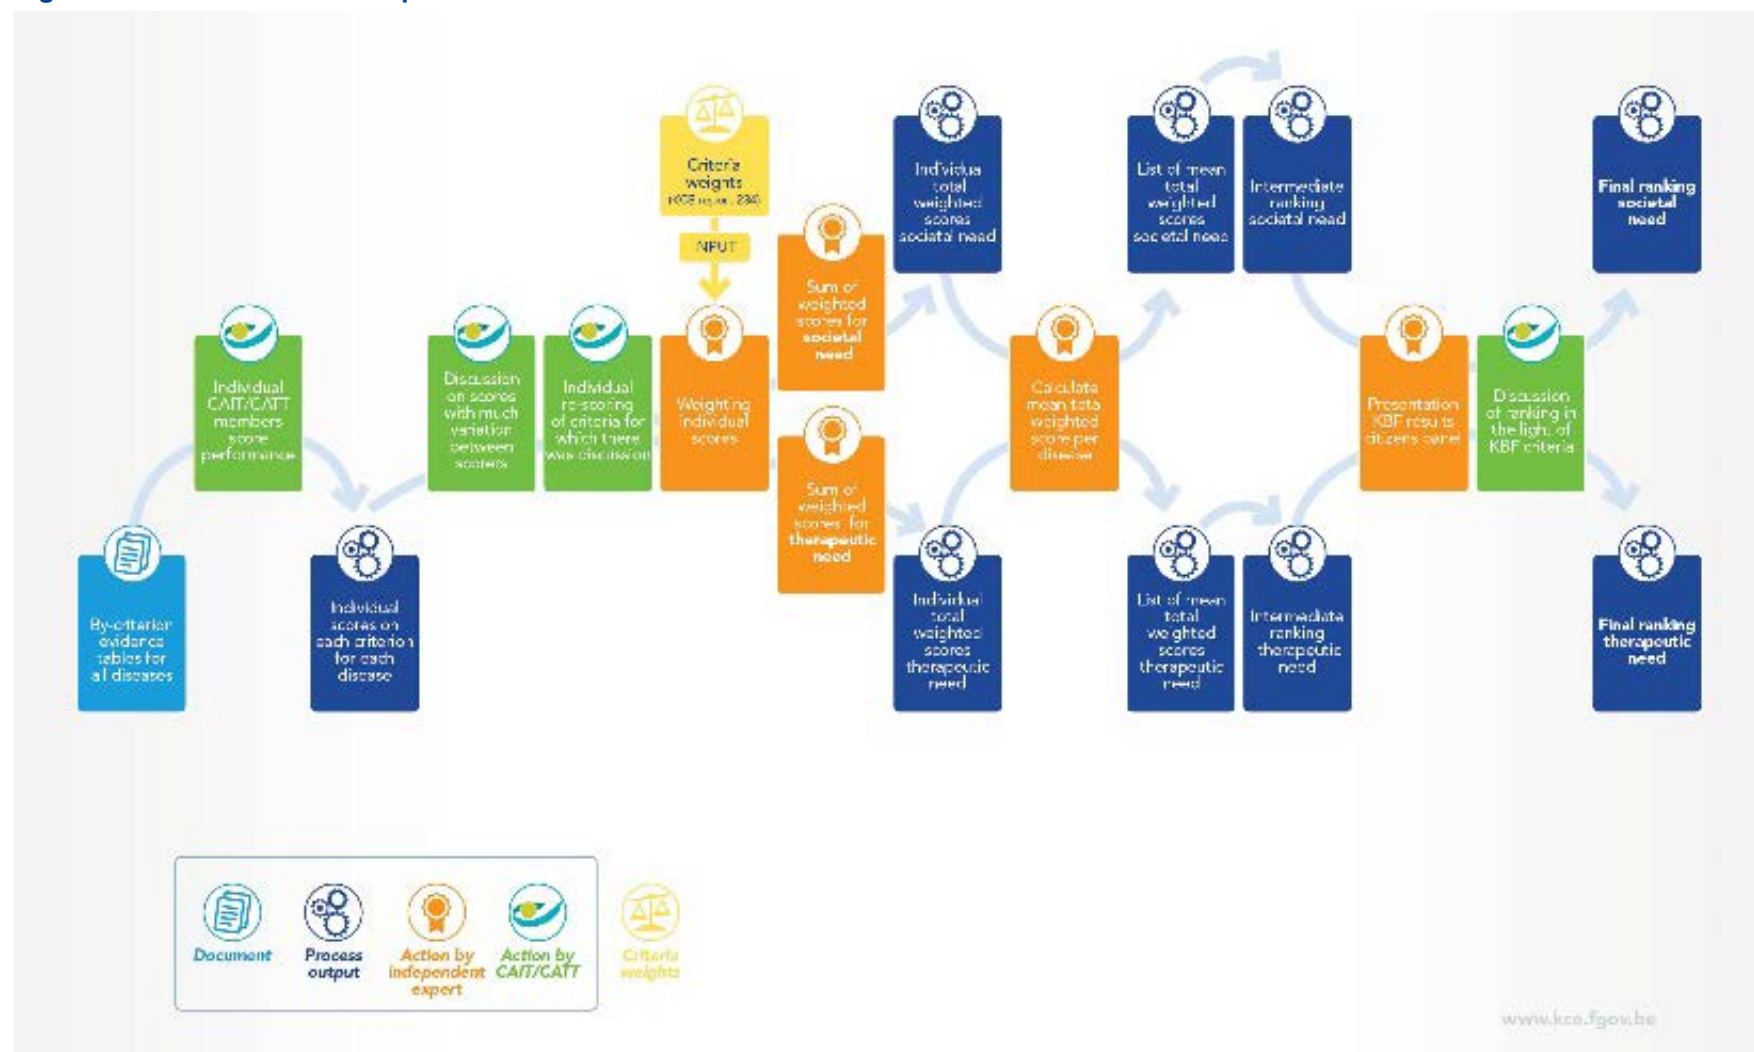 Criteria
weights
(KCE report 234)
INPUT
Individual
total
weighted
scores
societal need
List of mean
total
weighted
scores
societal need
Intermediate
ranking
societal need
Final ranking
societal
need
Sum of
weighted
scores for
societal
need
Individual
CAIT/CATT
members
score
performance
Discussion
on scores
with much
variation
between
scorers
Individual
re-scoring
of criteria for
which there
was discussion
Weighting
individual
scores
Calculate
mean total
weighted
score per
disease
Presentation
KBF results
citizens panel
Discussion
of ranking in
the light of
KBF criteria
Sum of
weighted
scores for
therapeutic
need
By-criterion
evidence
tables for
all diseases
Individual
scores on
each criterion
for each
disease
Individual
total
weighted
scores
therapeutic
need
List of mean
total
weighted
scores
therapeutic
need
Intermediate
ranking
therapeutic
need
Final ranking
therapeutic
need
Document
Process
output
Action by
independent
expert
Action by
CAIT/CATT
Criteria
weights
www.kce.fgov.be